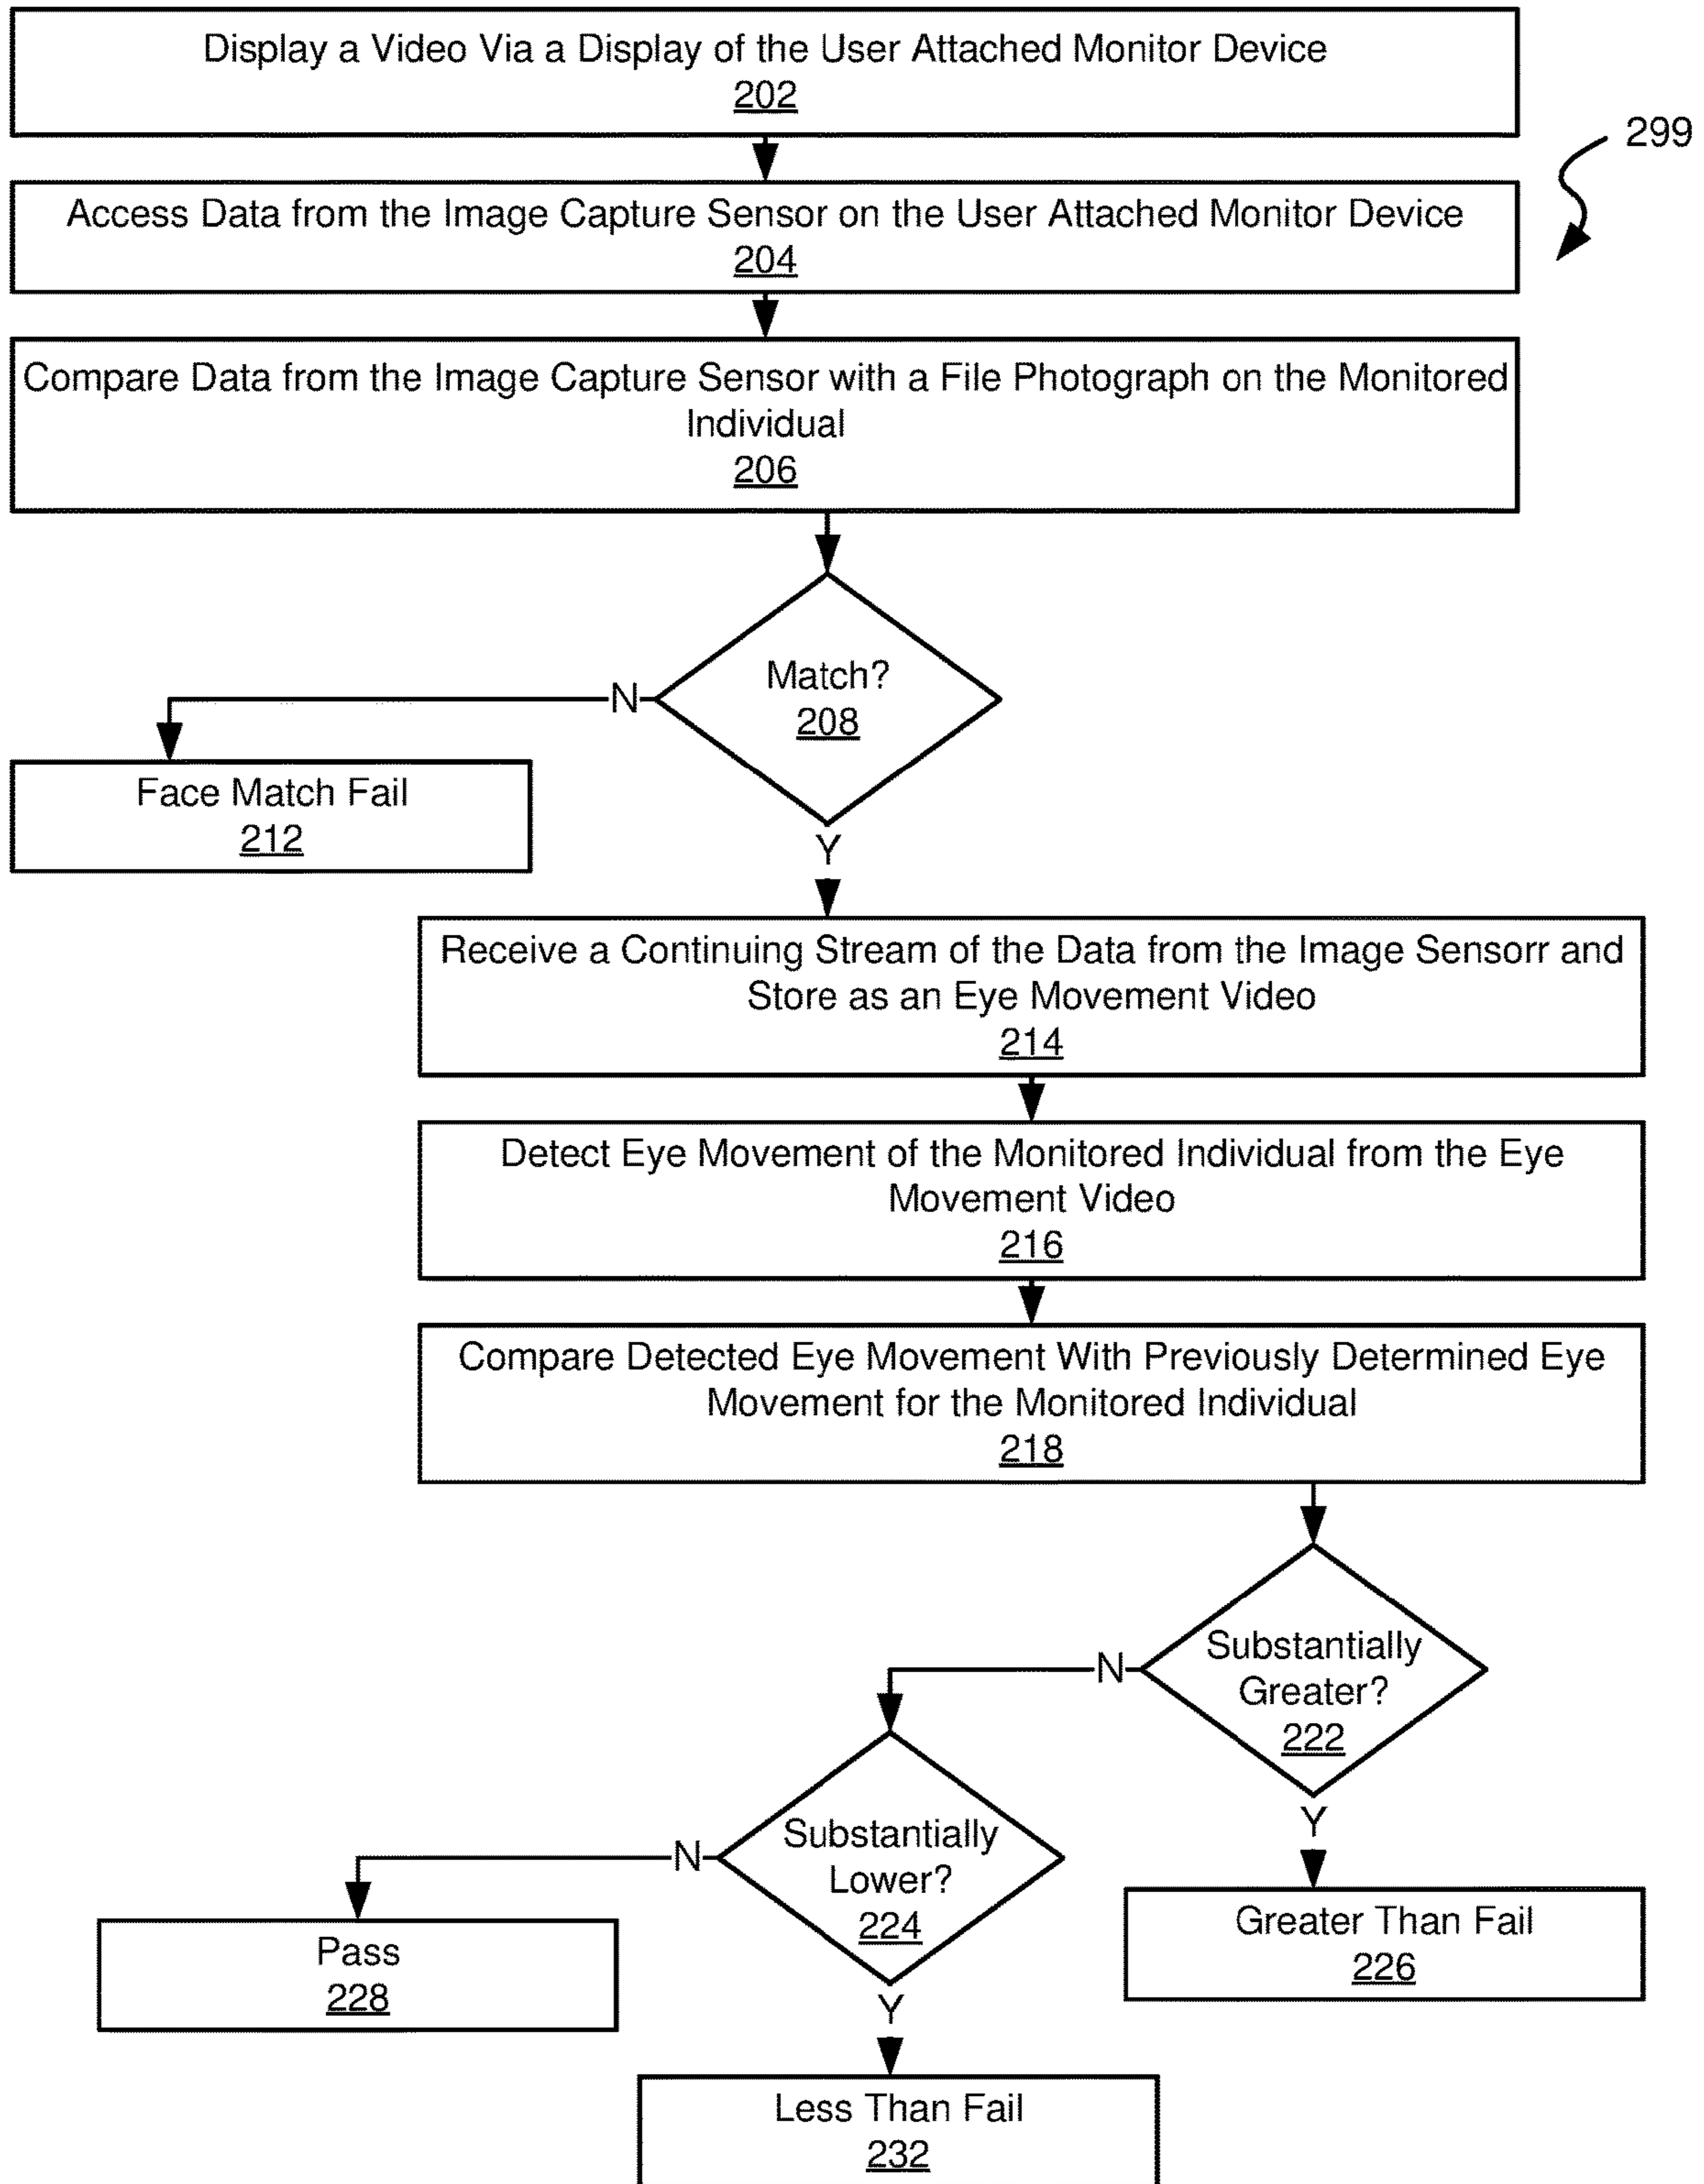 Display a Video Via a Display of the User Attached Monitor Device
202
299
Access Data from the Image Capture Sensor on the User Attached Monitor Device
204
Compare Data from the Image Capture Sensor with a File Photograph on the Monitored
Individual
206
Match?
208
N
Face Match Fail
212
Y
Receive a Continuing Stream of the Data from the Image Sensorr and
Store as an Eye Movement Video
214
Detect Eye Movement of the Monitored Individual from the Eye
Movement Video
216
Compare Detected Eye Movement With Previously Determined Eye
Movement for the Monitored Individual
218
Substantially
Greater?
222
N
Y
Substantially
Lower?
224
N
Greater Than Fail
226
Pass
228
Y
Less Than Fail
232